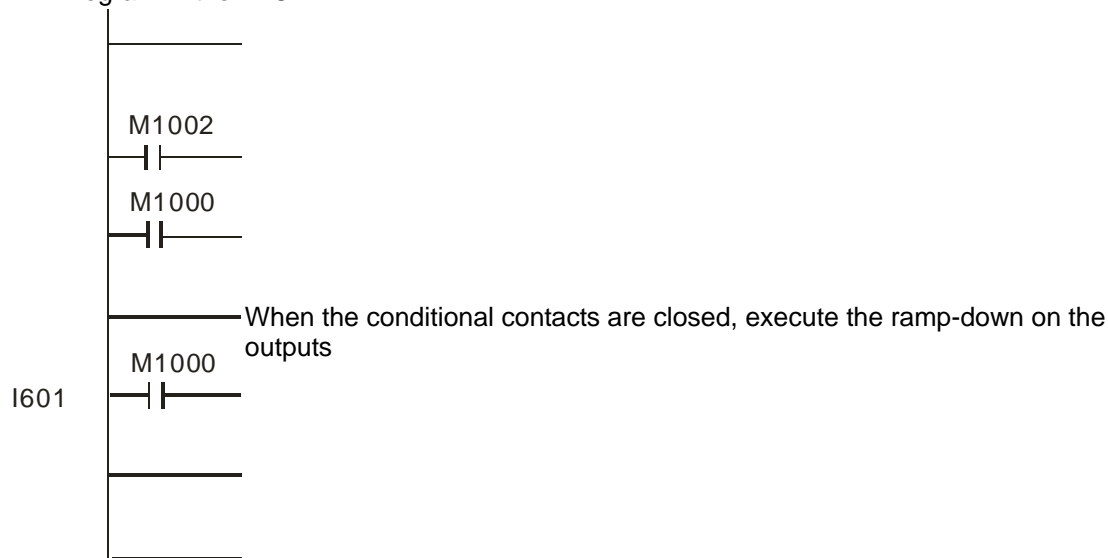 M1002
M1000
When the conditional contacts are closed, execute the ramp-down on the
outputs
M1000
I601